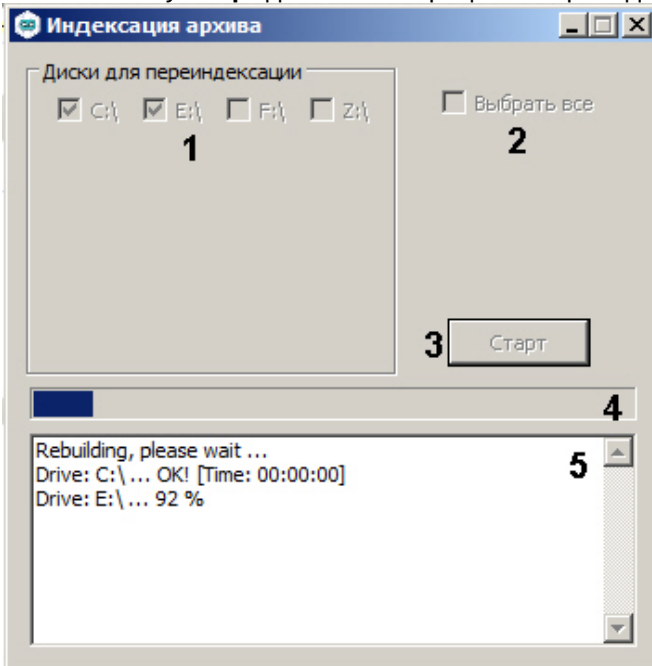 Индексация архива
Диски для переиндексации
C:\ E:\ F:\ Z:\
Выбрать все
1
2
3
Старт
4
Rebuilding, please wait ...
Drive: C:\ ... OK! [Time: 00:00:00]
Drive: E:\ ... 92 %
5